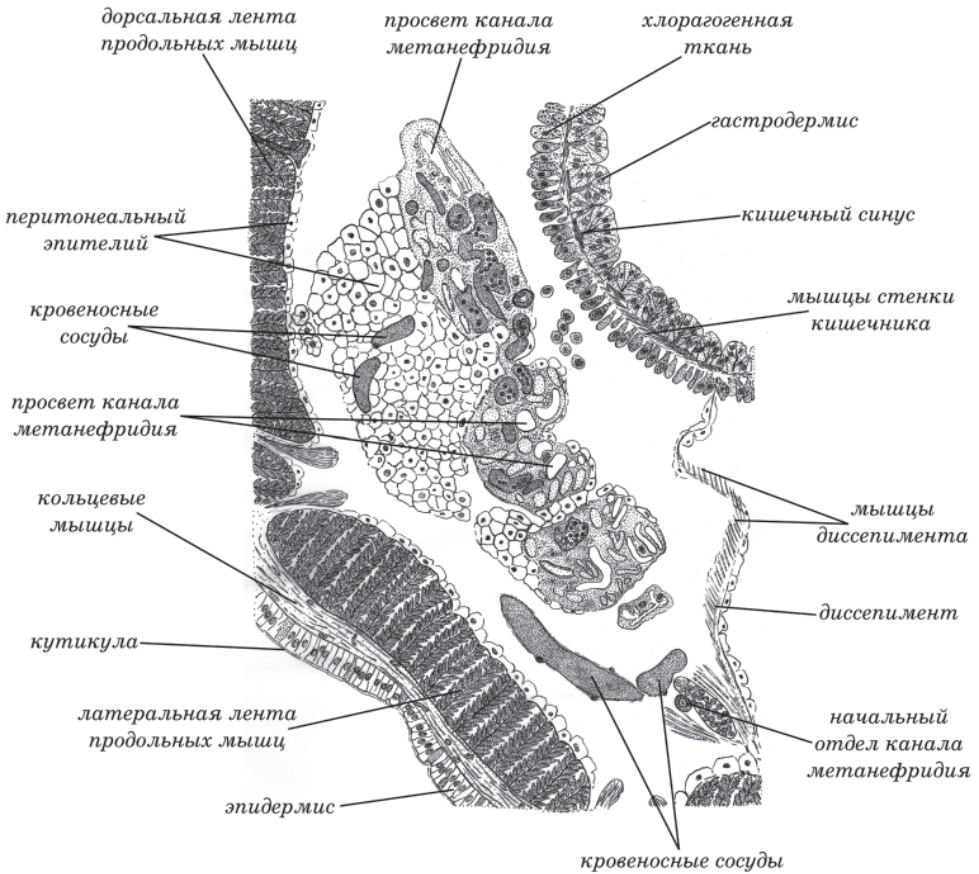 дорсальная лента
продольных мышц
просвет канала
метанефридия
хлорагогенная
ткань
гастродермис
перитонеальный
эпителий
кишечный синус
кровеносные
сосуды
мышцы стенки
кишечника
просвет канала
метанефридия
кольцевые
мышцы
мышцы
диссепимента
кутикула
диссепимент
латеральная лента
продольных мышц
начальный
отдел канала
метанефридия
эпидермис
кровеносные сосуды